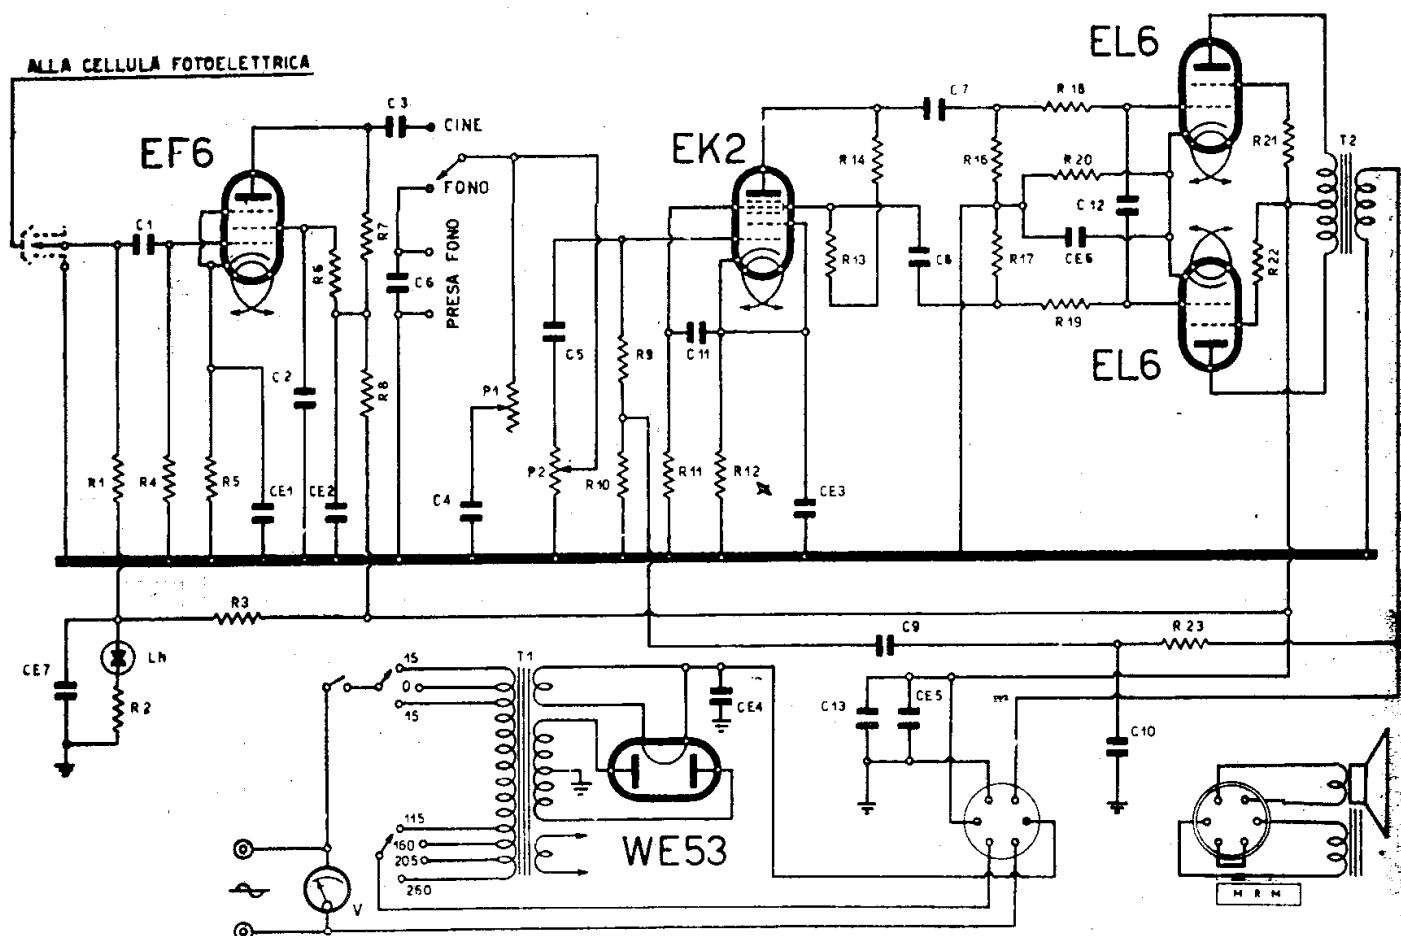 ALLA CELLULA FOTOELETTRICA
EF6
C1
C3
CINE
FONO
PRESA FONO
R7
R6
C6
C2
R8
R1
R4
R5
CE1
CE2
P1
C4
C5
P2
EK2
R9
C11
R10
R11
R12
CE3
R13
R14
C7
C8
R16
R17
R18
R20
C12
CE6
R19
EL6
EL6
R21
R22
T2
R3
CE7
LN
R2
15
0
15
T1
CE4
115
160
205
260
V
WE53
C9
R23
C13
CE5
C10
M R M